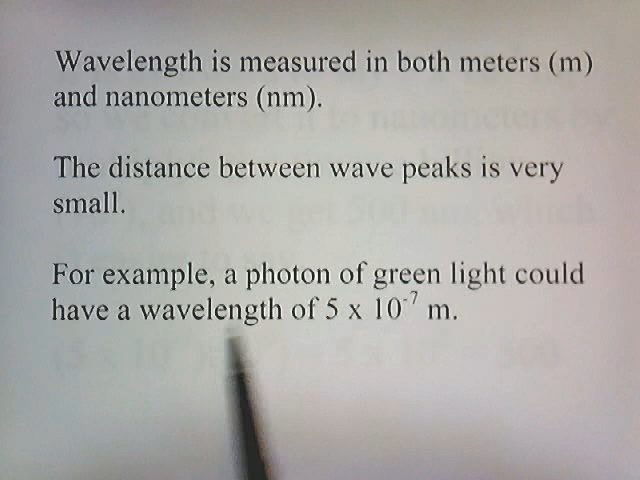 Wavelength is measured in both meters (m)
and nanometers (nm).
The distance between wave peaks is very
small.
For example, a photon of green light could
have a wavelength of 5 x 10⁻⁷ m.